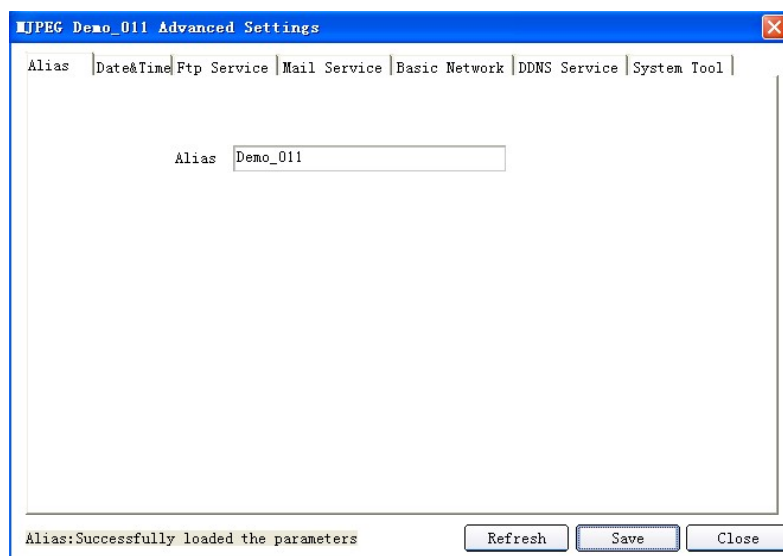 MJPEG Demo_011 Advanced Settings
Alias Date&Time Ftp Service Mail Service Basic Network DDNS Service System Tool
Alias Demo_011
Alias:Successfully loaded the parameters Refresh Save Close